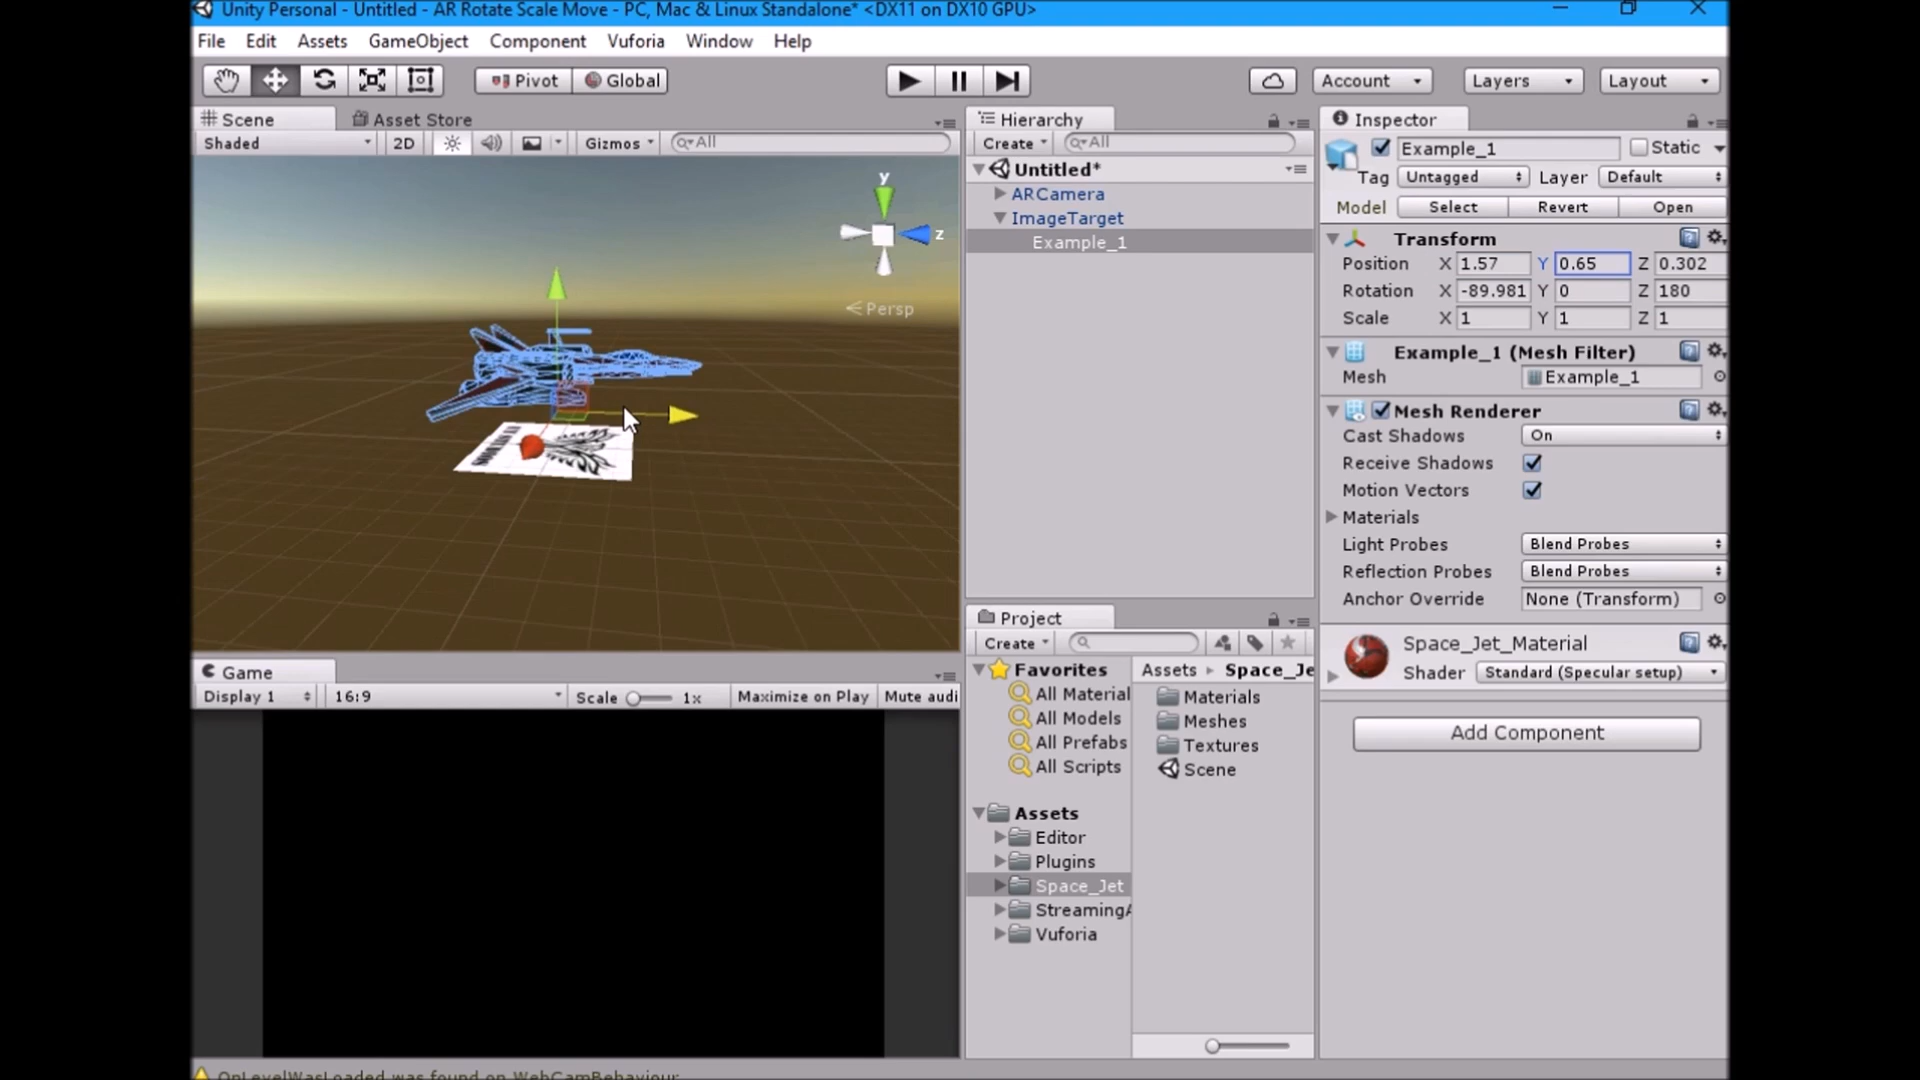 Unity Personal - Untitled - AR Rotate Scale Move - PC, Mac & Linux Standalone* <DX11 on DX10 GPU>
File Edit Assets GameObject Component Vuforia Window Help
Pivot Global Account Layers Layout
Scene Asset Store
Shaded 2D Gizmos All
y
z
Persp
Game
Display 1 16:9 Scale 1x Maximize on Play Mute audi
Hierarchy
Create All
Untitled*
ARCamera
ImageTarget
Example_1
Project
Create
Favorites
All Material
All Models
All Prefabs
All Scripts
Assets
Editor
Plugins
Space_Jet
StreamingA
Vuforia
Assets Space_Je
Materials
Meshes
Textures
Scene
Inspector
Example_1 Static
Tag Untagged Layer Default
Model Select Revert Open
Transform
Position X 1.57 Y 0.65 Z 0.302
Rotation X -89.981 Y 0 Z 180
Scale X 1 Y 1 Z 1
Example_1 (Mesh Filter)
Mesh Example_1
Mesh Renderer
Cast Shadows On
Receive Shadows
Motion Vectors
Materials
Light Probes Blend Probes
Reflection Probes Blend Probes
Anchor Override None (Transform)
Space_Jet_Material
Shader Standard (Specular setup)
Add Component
OnLevelWasLoaded was found on WebCamBehaviour